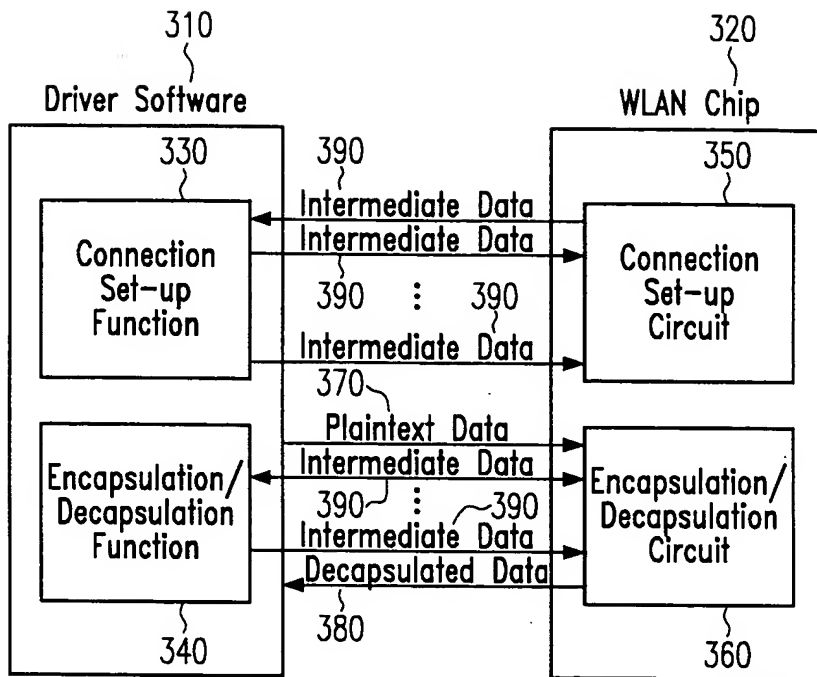 310
320
Driver Software
WLAN Chip
330
390
350
Intermediate Data
Intermediate Data
Connection
Set-up
Function
390
390
Connection
Set-up
Circuit
Intermediate Data
370
Plaintext Data
Intermediate Data
Encapsulation/
Decapsulation
Function
390
390
Encapsulation/
Decapsulation
Circuit
Intermediate Data
Decapsulated Data
340
380
360